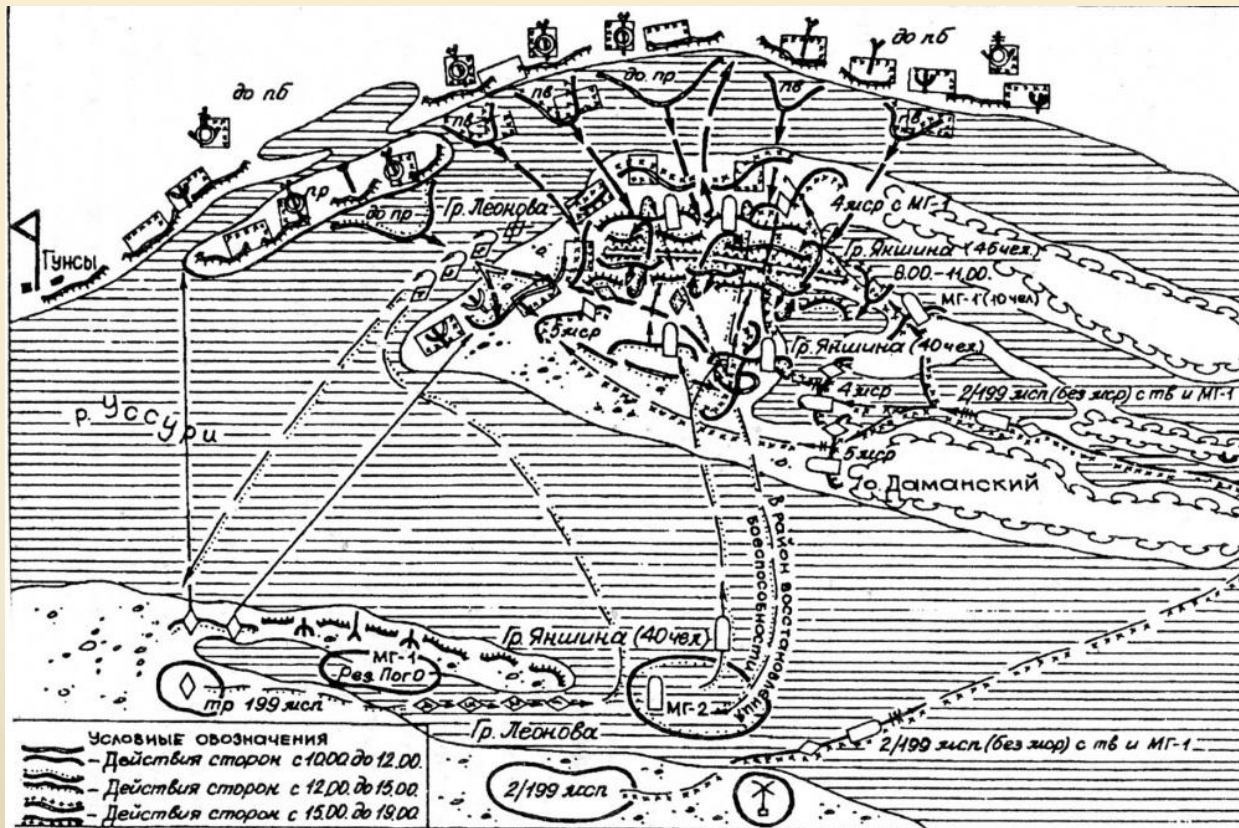 до пб
до пб
до пр
пв
пв
пв
пв
пр
до пр
Гр. Леонова
4 мср с МГ-1
Гр. Яншина (46 чел.)
8.00.-11.00.
МГ-1 (10 чел)
Гунсы
5 мср
Гр. Яншина (40 чел)
4 мср
2/199 мсп (без мср) с тв и МГ-1
5 мср
р. Уссури
о. Даманский
в район восстановления
боеспособности
Гр. Яншина (40 чел)
МГ-1
Рез. ПогО
тр 199 мсп
МГ-2
Гр. Леонова
2/199 мсп (без мср) с тв и МГ-1
2/199 мсп
Условные обозначения
- Действия сторон с 10.00 до 12.00.
- Действия сторон с 12.00 до 15.00.
- Действия сторон с 15.00 до 19.00